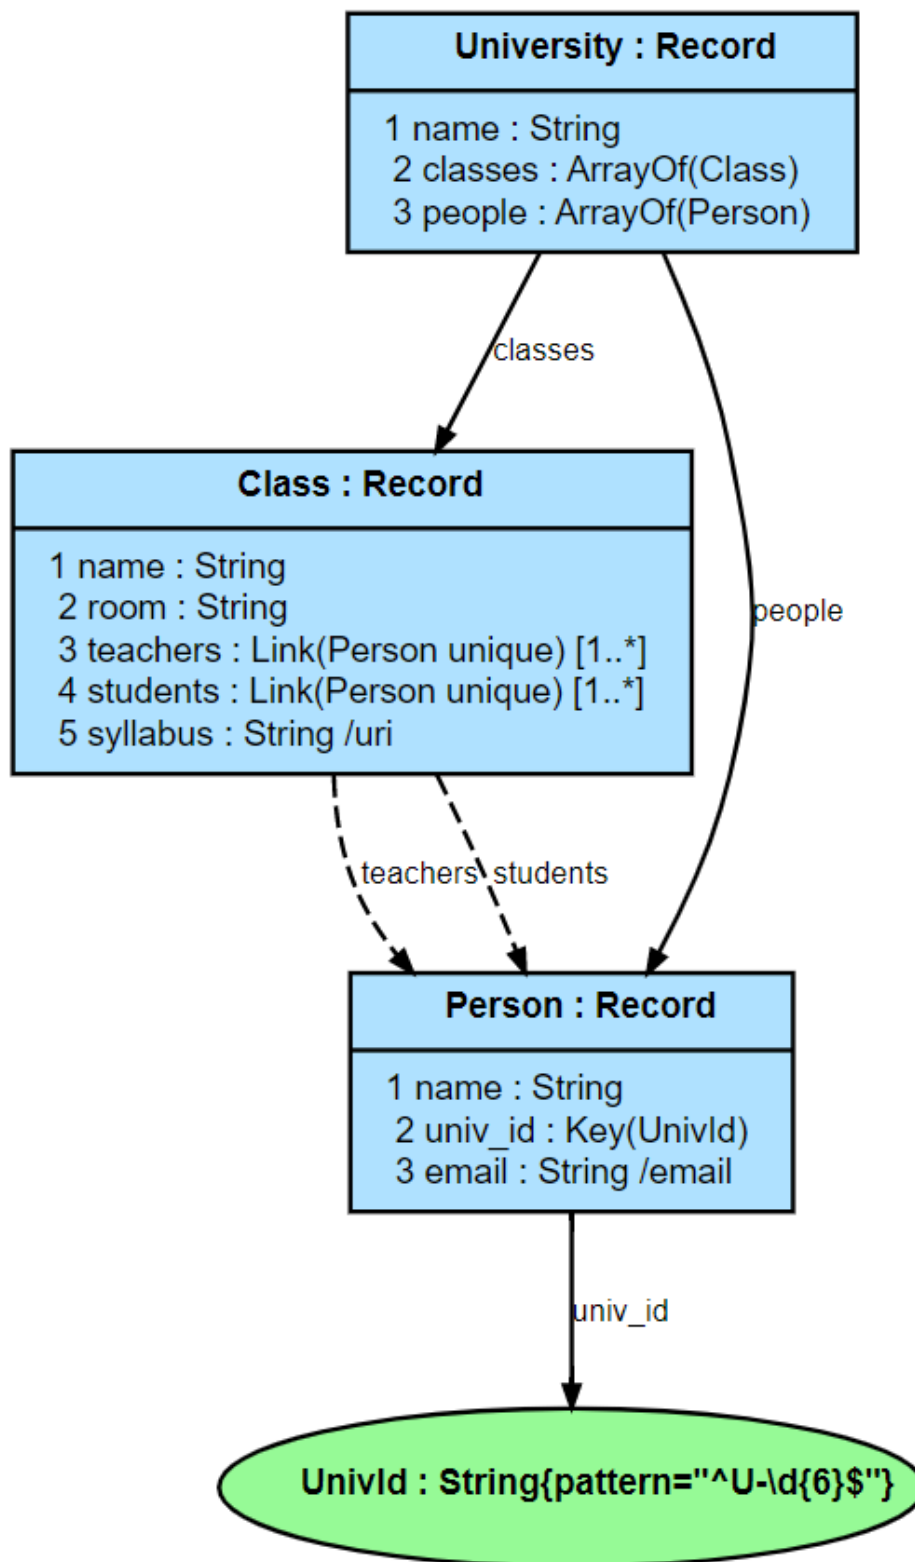 University : Record
1 name : String
2 classes : ArrayOf(Class)
3 people : ArrayOf(Person)
classes
Class : Record
1 name : String
2 room : String
3 teachers : Link(Person unique) [1..*]
4 students : Link(Person unique) [1..*]
5 syllabus : String /uri
people
teachers
students
Person : Record
1 name : String
2 univ_id : Key(UnivId)
3 email : String /email
univ_id
UnivId : String{pattern="^U-\d{6}$"}